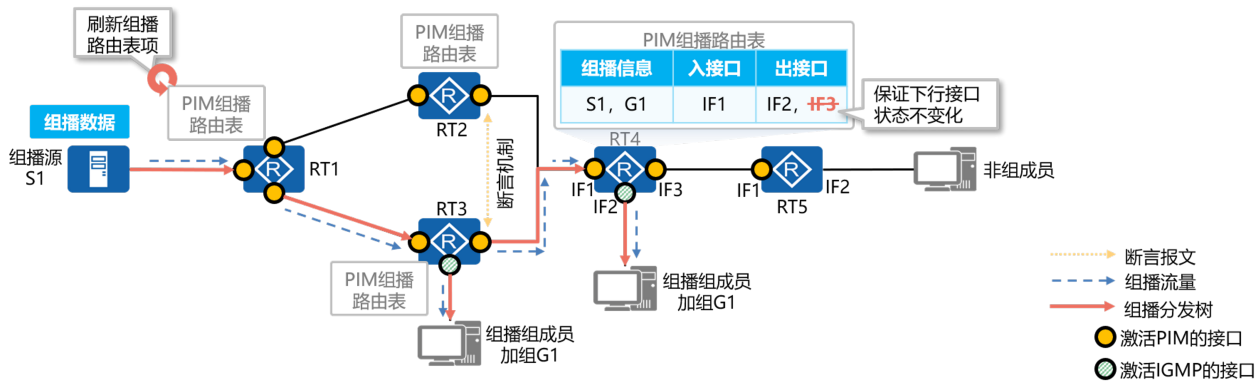 刷新组播
路由表项
PIM组播
路由表
PIM组播
路由表
PIM组播路由表
组播信息 入接口 出接口
S1，G1 IF1 IF2，IF3
保证下行接口
状态不变化
组播数据
组播源
S1
R
RT1
R
RT2
断言机制
RT3
R
PIM组播
路由表
组播组成员
加组G1
RT4
R
IF1
IF2
IF3
组播组成员
加组G1
IF1
R
IF2
RT5
非组成员
断言报文
组播流量
组播分发树
激活PIM的接口
激活IGMP的接口